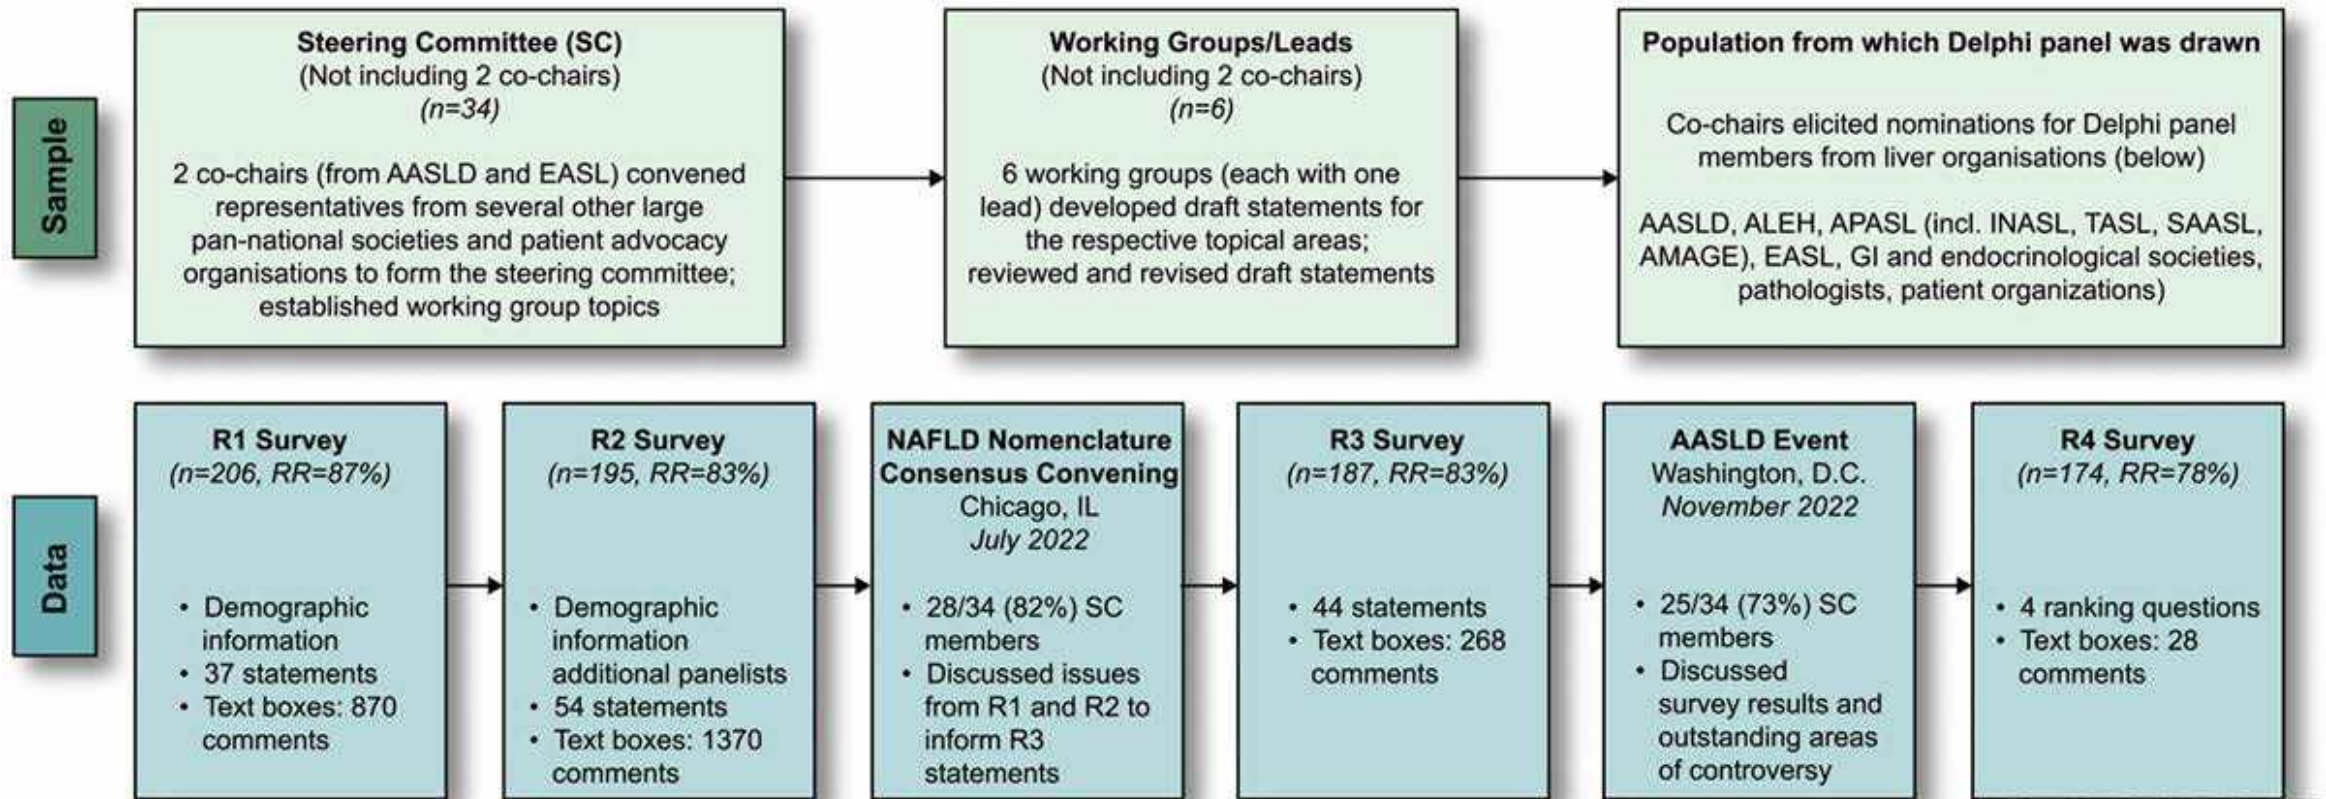 Sample
Steering Committee (SC)
(Not including 2 co-chairs)
(n=34)
2 co-chairs (from AASLD and EASL) convened
representatives from several other large
pan-national societies and patient advocacy
organisations to form the steering committee;
established working group topics
Working Groups/Leads
(Not including 2 co-chairs)
(n=6)
6 working groups (each with one
lead) developed draft statements for
the respective topical areas;
reviewed and revised draft statements
Population from which Delphi panel was drawn
Co-chairs elicited nominations for Delphi panel
members from liver organisations (below)
AASLD, ALEH, APASL (incl. INASL, TASL, SAASL,
AMAGE), EASL, GI and endocrinological societies,
pathologists, patient organizations)
Data
R1 Survey
(n=206, RR=87%)
• Demographic
information
• 37 statements
• Text boxes: 870
comments
R2 Survey
(n=195, RR=83%)
• Demographic
information
additional panelists
• 54 statements
• Text boxes: 1370
comments
NAFLD Nomenclature
Consensus Convening
Chicago, IL
July 2022
• 28/34 (82%) SC
members
• Discussed issues
from R1 and R2 to
inform R3
statements
R3 Survey
(n=187, RR=83%)
• 44 statements
• Text boxes: 268
comments
AASLD Event
Washington, D.C.
November 2022
• 25/34 (73%) SC
members
• Discussed
survey results and
outstanding areas
of controversy
R4 Survey
(n=174, RR=78%)
• 4 ranking questions
• Text boxes: 28
comments